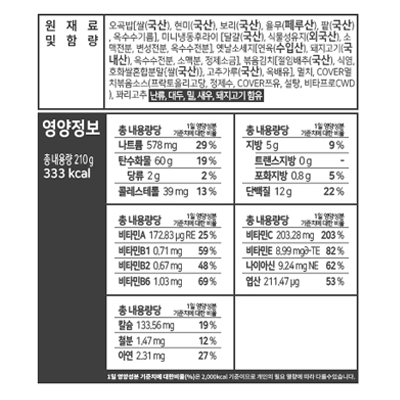 원 재 료 및 함 량
오곡밥[쌀(국산), 현미(국산), 보리(국산), 율무(페루산), 팥(국산)
, 옥수수기름], 미니냉동후라이 [달걀(국산), 식물성유지(외국산), 소
맥전분, 변성전분, 옥수수전분], 옛날소세지[연육(수입산), 돼지고기(국
내산), 옥수수전분, 소맥분, 정제소금], 볶음김치[절임배추(국산), 식염,
호화쌀혼합분말{쌀(국산)}, 고추가루(국산), 옥배유], 멸치, COVER멸
치볶음소스(프락토올리고당, 정제수, COVER쯔유, 설탕, 비타프로CWD
), 꽈리고추 난류, 대두, 밀, 새우, 돼지고기 함유
영양정보
총 내용량 210 g
333 kcal
총 내용량당 1일 영양성분 기준치에 대한 비율
나트륨 578 mg 29 %
탄수화물 60 g 19 %
당류 2 g 2 %
콜레스테롤 39 mg 13 %
총 내용량당 1일 영양성분 기준치에 대한 비율
지방 5 g 9 %
트랜스지방 0 g -
포화지방 0.8 g 5 %
단백질 12 g 22 %
총 내용량당 1일 영양성분 기준치에 대한 비율
비타민A 172.83 μg RE 25 %
비타민B1 0.71 mg 59 %
비타민B2 0.67 mg 48 %
비타민B6 1.03 mg 69 %
총 내용량당 1일 영양성분 기준치에 대한 비율
비타민C 203.28 mg 203 %
비타민E 8.99 mgα-TE 82 %
나이아신 9.24 mg NE 62 %
엽산 211.47 μg 53 %
총 내용량당 1일 영양성분 기준치에 대한 비율
칼슘 133.56 mg 19 %
철분 1.47 mg 12 %
아연 2.31 mg 27 %
1일 영양성분 기준치에 대한비율(%)은 2,000kcal기준이므로 개인의 필요 열량에 따라 다를수있습니다.